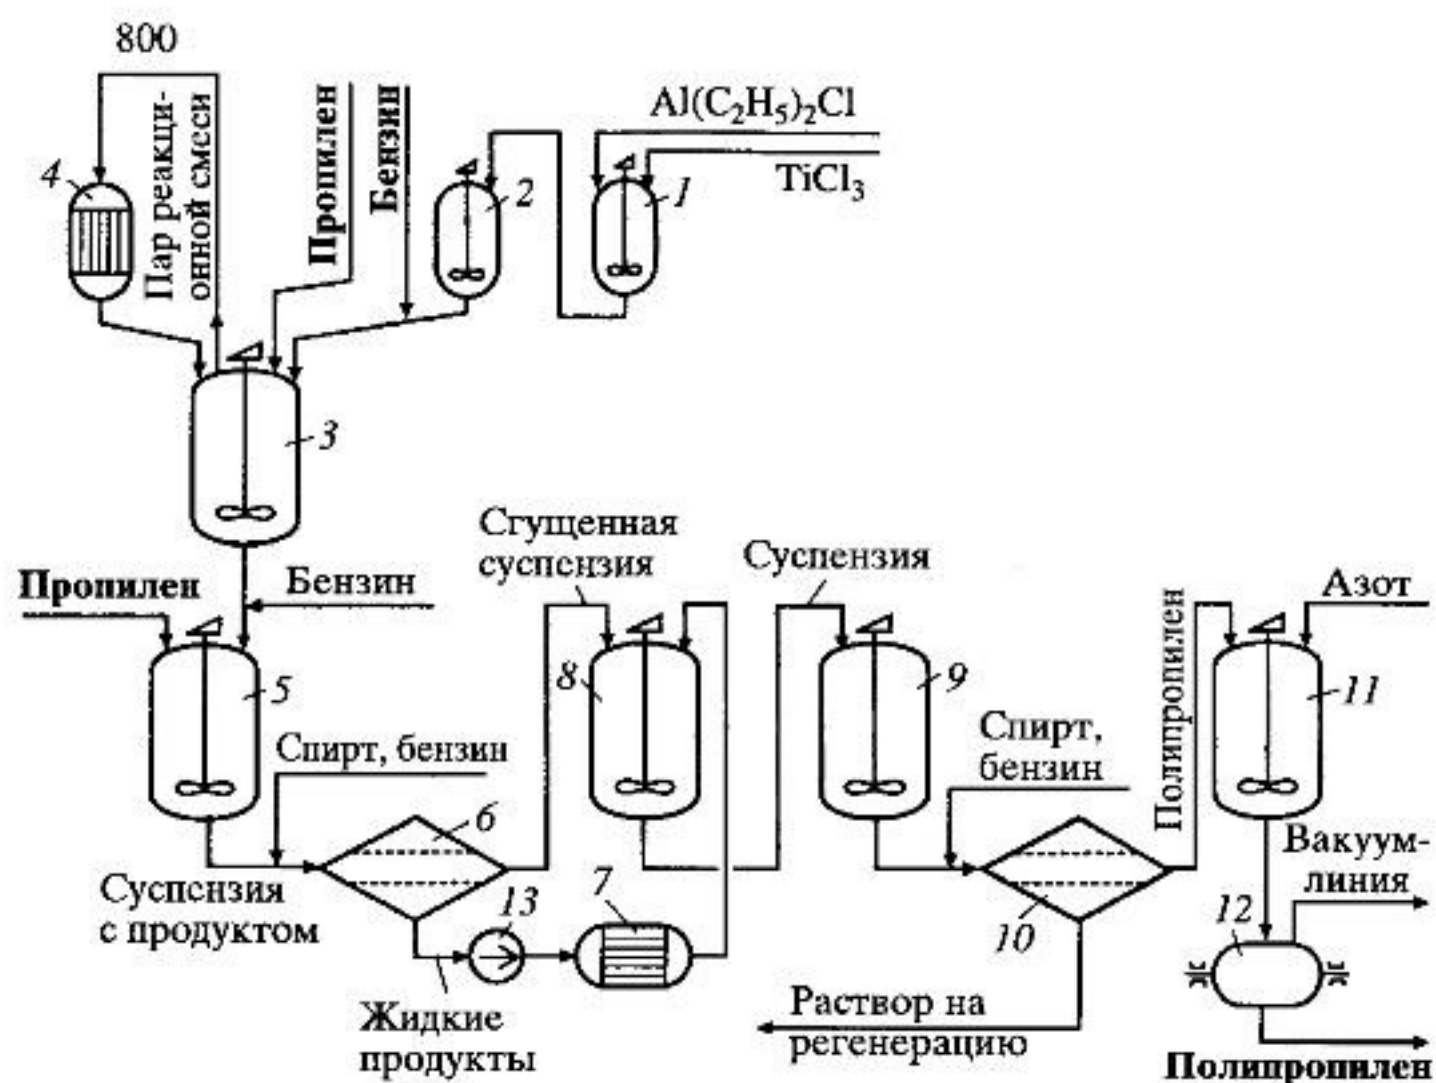 800
Пар реакци-
онной смеси
Пропилен
Бензин
Al(C₂H₅)₂Cl
TiCl₃
4
2
1
3
Сгущенная
суспензия
Суспензия
Пропилен
Бензин
Азот
Полипропилен
5
8
9
11
Спирт, бензин
Спирт,
бензин
6
Вакуум-
линия
Суспензия
с продуктом
13
7
10
12
Жидкие
продукты
Раствор на
регенерацию
Полипропилен